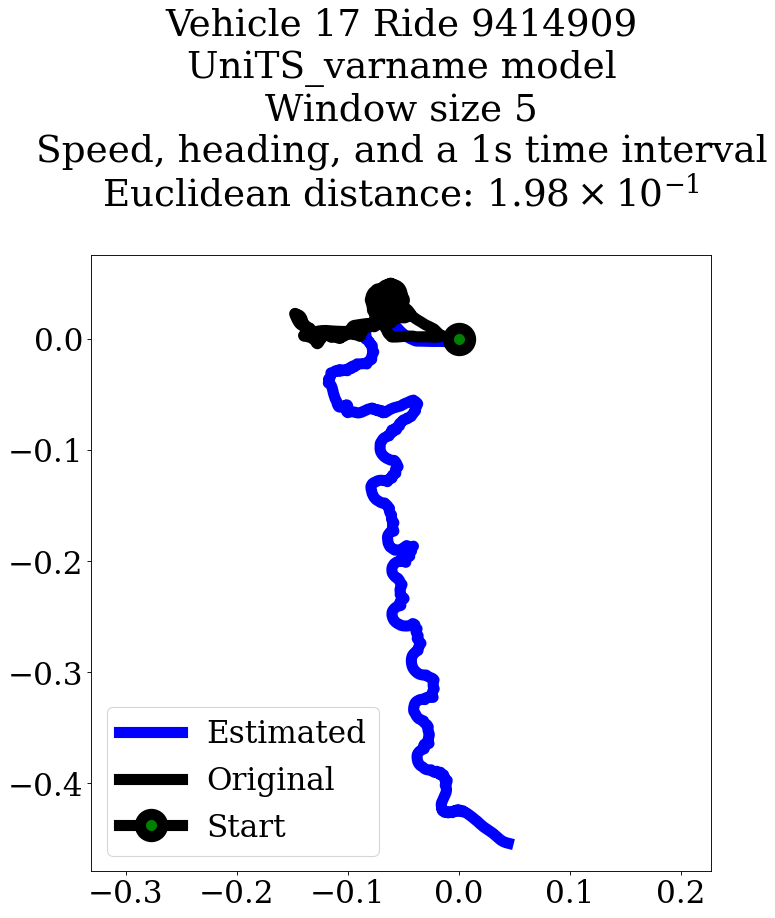 Vehicle 17 Ride 9414909
UniTS_varname model
Window size 5
Speed, heading, and a 1s time interval
Euclidean distance: 1.98 × 10⁻¹
0.0
−0.1
−0.2
−0.3
−0.4
Estimated
Original
Start
−0.3 −0.2 −0.1 0.0 0.1 0.2